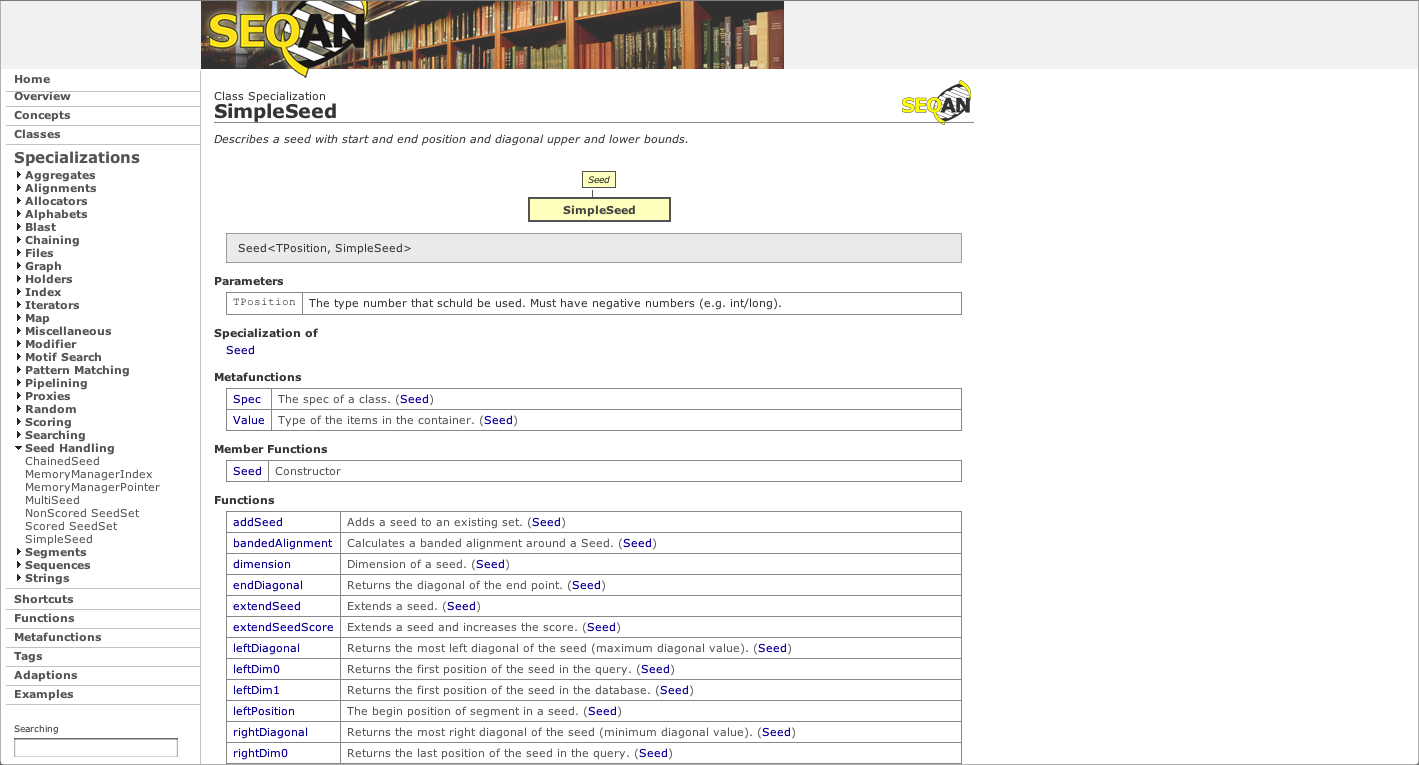 SEQAN
Home
Overview
Concepts
Classes
Specializations
Aggregates
Alignments
Allocators
Alphabets
Blast
Chaining
Files
Graph
Holders
Index
Iterators
Map
Miscellaneous
Modifier
Motif Search
Pattern Matching
Pipelining
Proxies
Random
Scoring
Searching
Seed Handling
ChainedSeed
MemoryManagerIndex
MemoryManagerPointer
MultiSeed
NonScored SeedSet
Scored SeedSet
SimpleSeed
Segments
Sequences
Strings
Shortcuts
Functions
Metafunctions
Tags
Adaptions
Examples
Searching
Class Specialization
SimpleSeed
SEQAN
Describes a seed with start and end position and diagonal upper and lower bounds.
Seed
SimpleSeed
Seed<TPosition, SimpleSeed>
Parameters
TPosition The type number that schuld be used. Must have negative numbers (e.g. int/long).
Specialization of
Seed
Metafunctions
Spec The spec of a class. (Seed)
Value Type of the items in the container. (Seed)
Member Functions
Seed Constructor
Functions
addSeed Adds a seed to an existing set. (Seed)
bandedAlignment Calculates a banded alignment around a Seed. (Seed)
dimension Dimension of a seed. (Seed)
endDiagonal Returns the diagonal of the end point. (Seed)
extendSeed Extends a seed. (Seed)
extendSeedScore Extends a seed and increases the score. (Seed)
leftDiagonal Returns the most left diagonal of the seed (maximum diagonal value). (Seed)
leftDim0 Returns the first position of the seed in the query. (Seed)
leftDim1 Returns the first position of the seed in the database. (Seed)
leftPosition The begin position of segment in a seed. (Seed)
rightDiagonal Returns the most right diagonal of the seed (minimum diagonal value). (Seed)
rightDim0 Returns the last position of the seed in the query. (Seed)